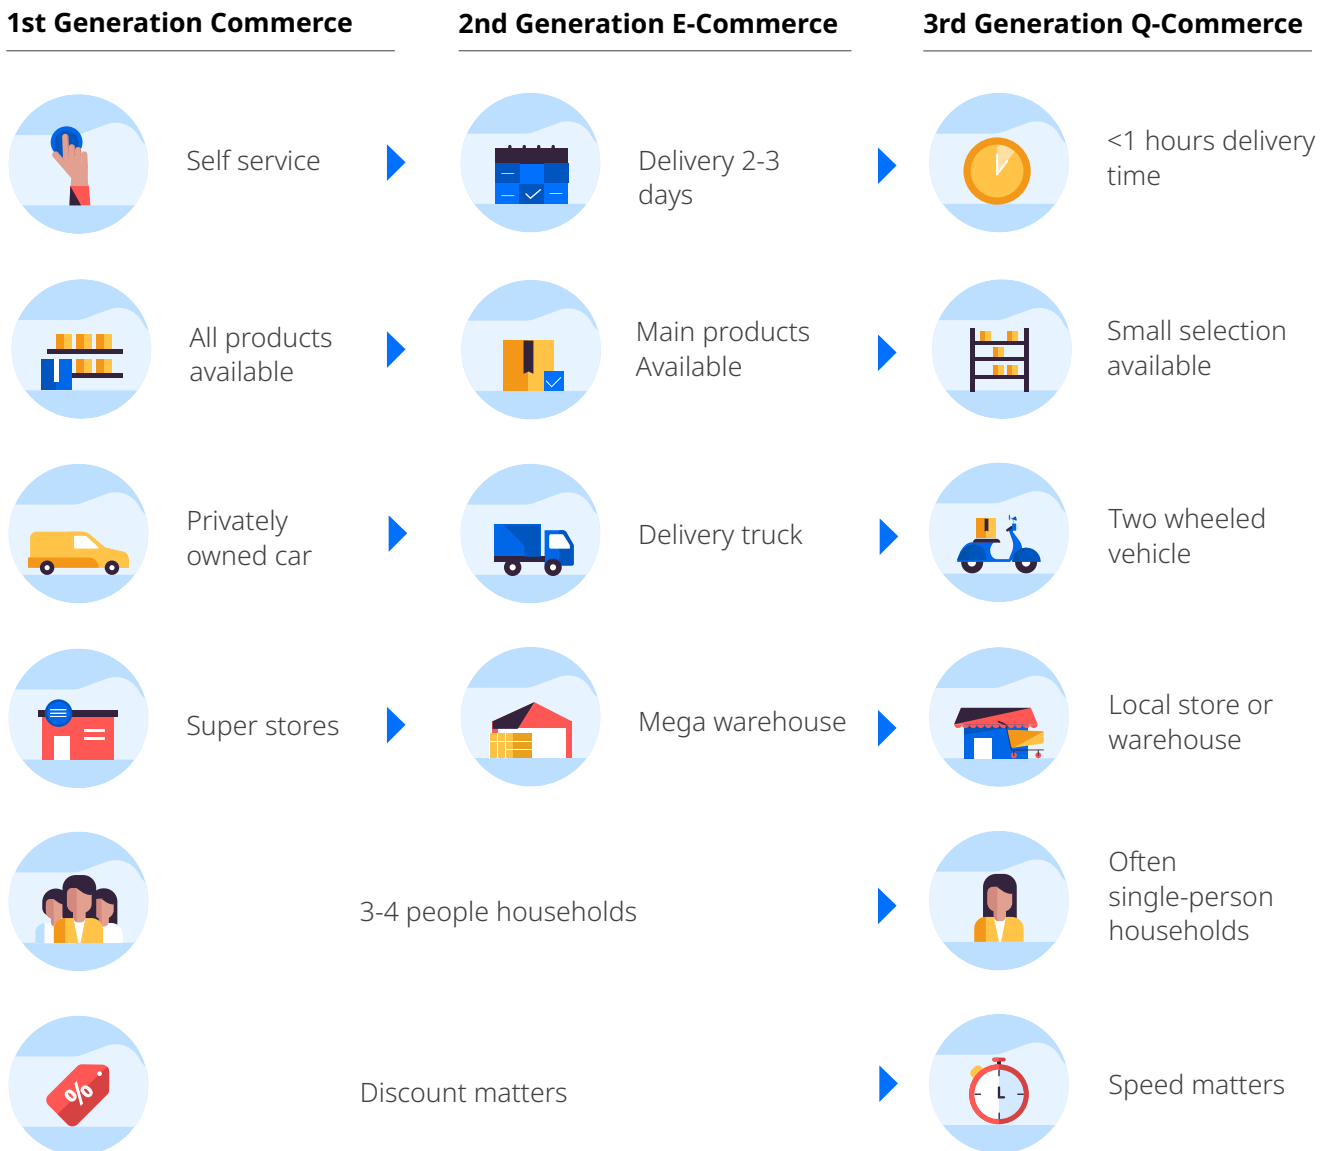 1st Generation Commerce
2nd Generation E-Commerce
3rd Generation Q-Commerce
Self service
Delivery 2-3
days
<1 hours delivery
time
All products
available
Main products
Available
Small selection
available
Privately
owned car
Delivery truck
Two wheeled
vehicle
Super stores
Mega warehouse
Local store or
warehouse
3-4 people households
Often
single-person
households
%
Discount matters
Speed matters